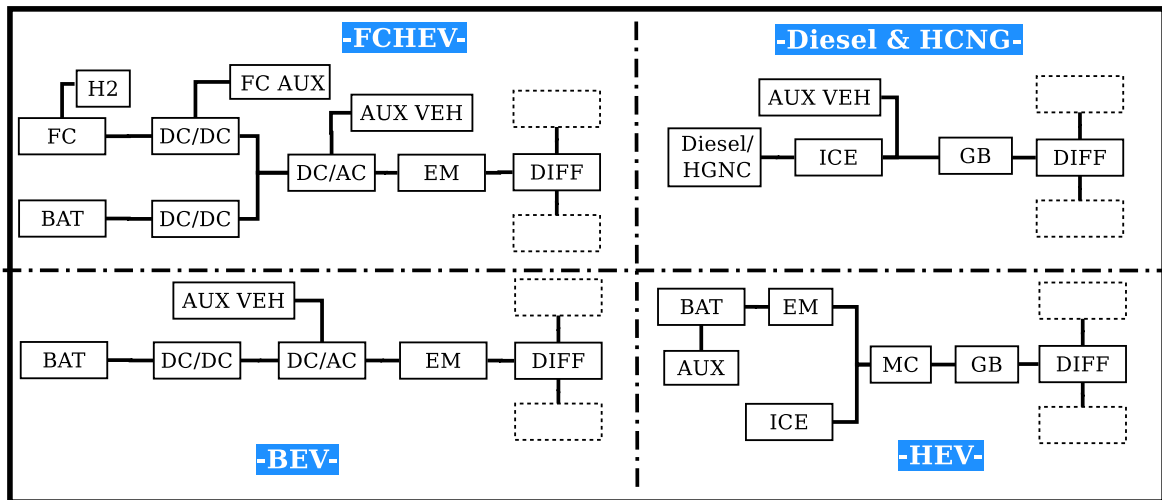 -FCHEV-
H2
FC AUX
AUX VEH
FC
DC/DC
DC/AC
EM
DIFF
BAT
DC/DC
-Diesel & HCNG-
AUX VEH
Diesel/
HGNC
ICE
GB
DIFF
AUX VEH
BAT
DC/DC
DC/AC
EM
DIFF
-BEV-
BAT
EM
AUX
MC
GB
DIFF
ICE
-HEV-